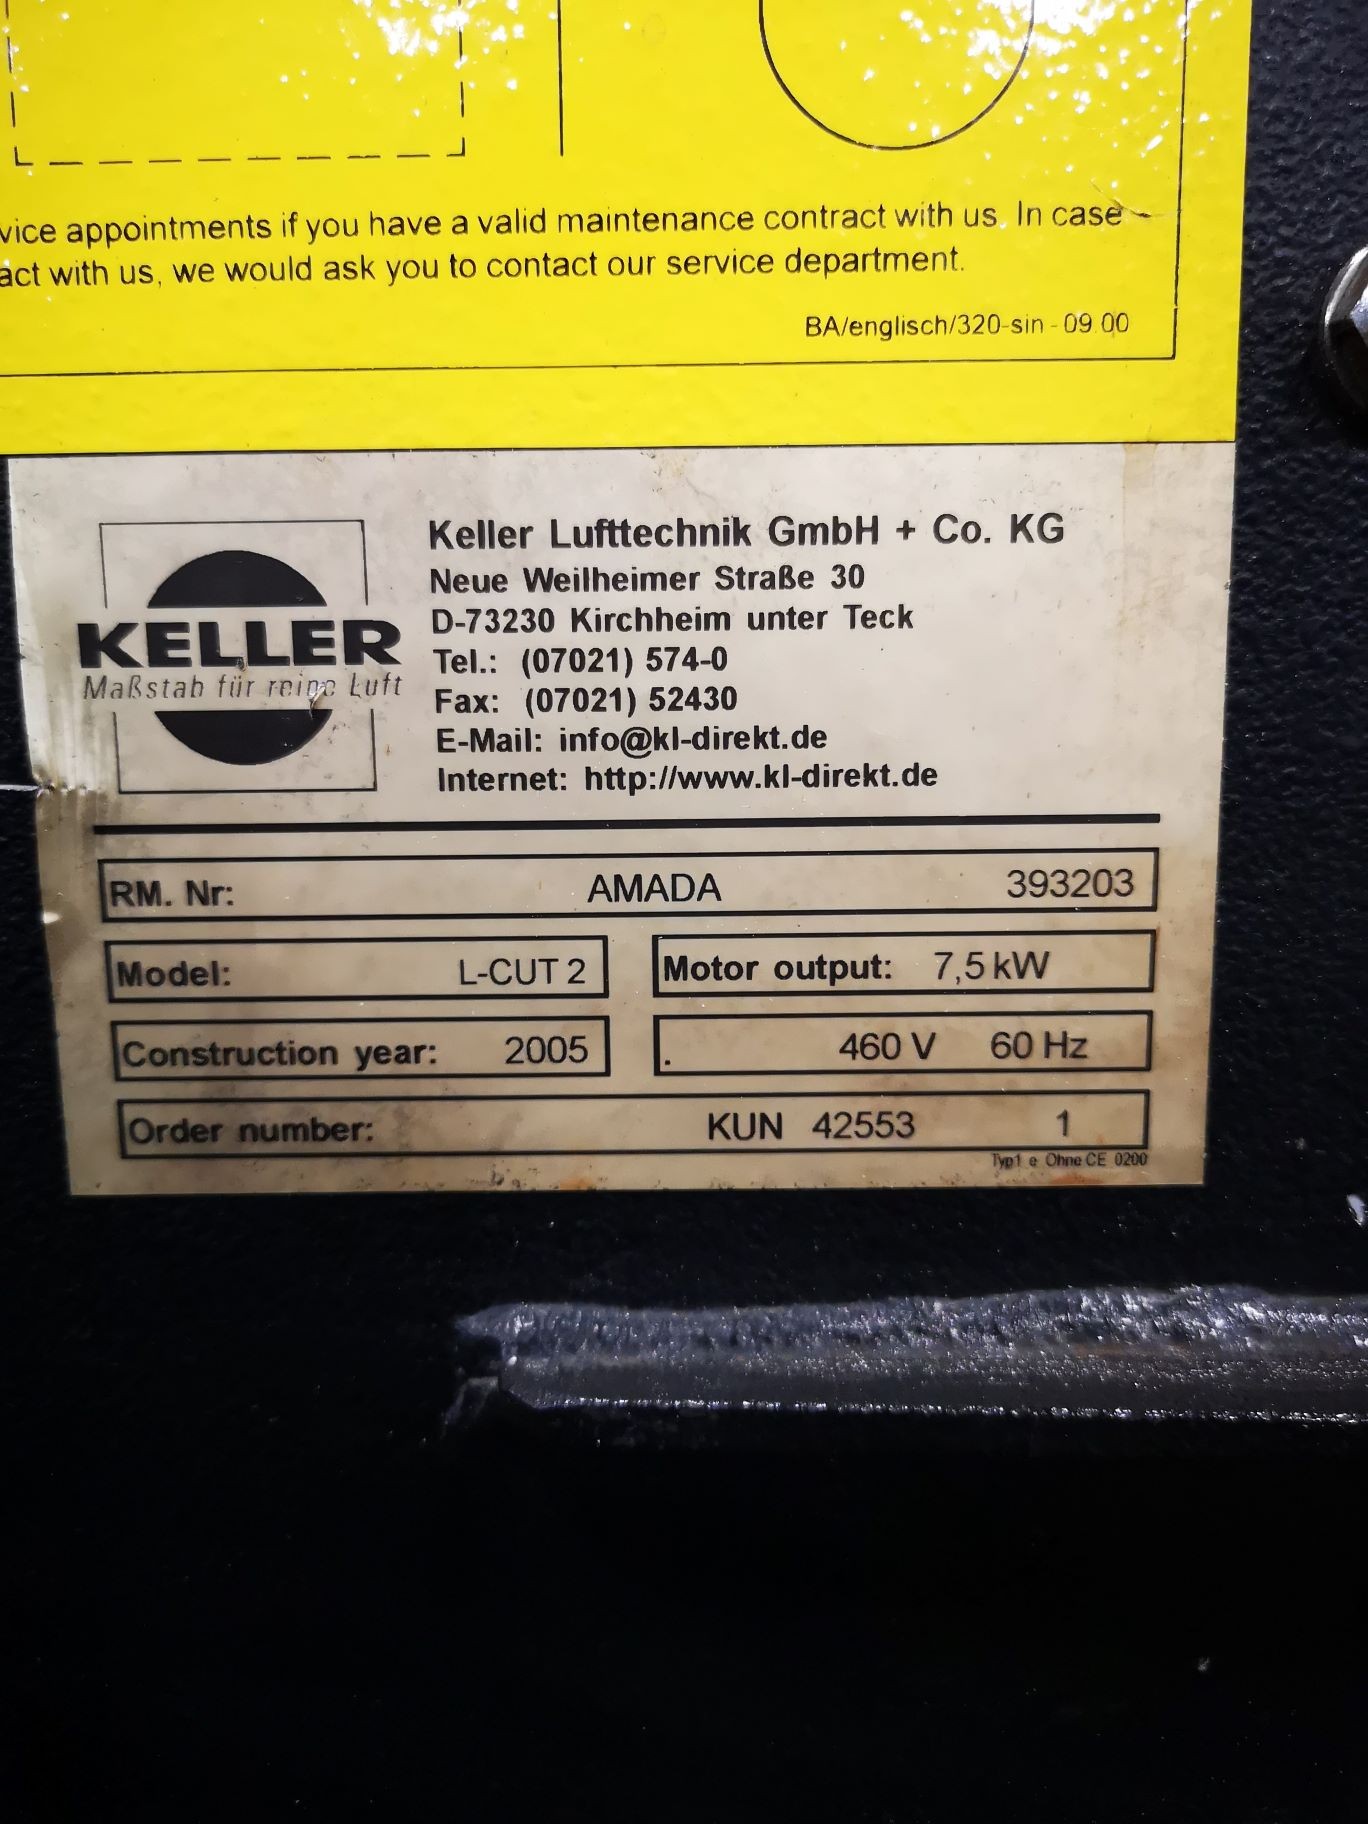 vice appointments if you have a valid maintenance contract with us. In case
act with us, we would ask you to contact our service department.
BA/englisch/320-sin - 09.00
KELLER
Maßstab für reine Luft
Keller Lufttechnik GmbH + Co. KG
Neue Weilheimer Straße 30
D-73230 Kirchheim unter Teck
Tel.: (07021) 574-0
Fax: (07021) 52430
E-Mail: info@kl-direkt.de
Internet: http://www.kl-direkt.de
RM. Nr: AMADA 393203
Model: L-CUT 2 Motor output: 7,5 kW
Construction year: 2005 . 460 V 60 Hz
Order number: KUN 42553 1
Typ1 e Ohne CE 0200